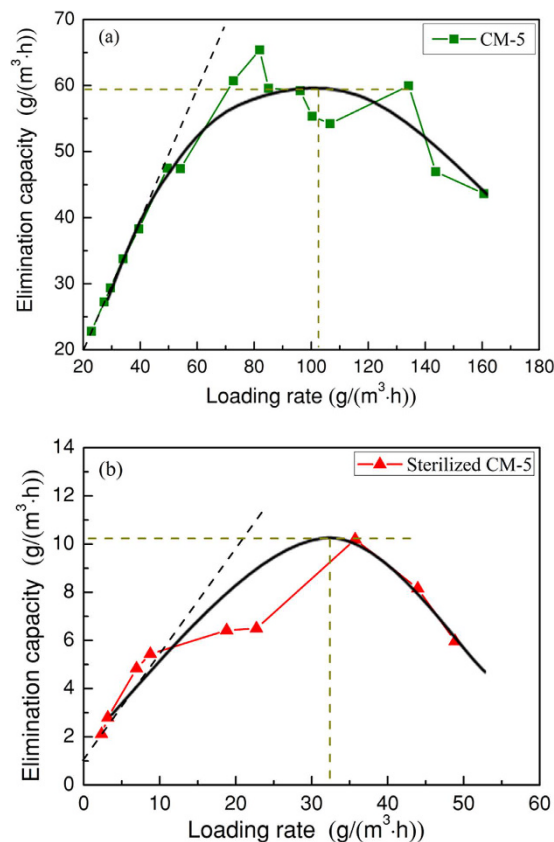 (a)
CM-5
Elimination capacity (g/(m³·h))
70
60
50
40
30
20
20 40 60 80 100 120 140 160 180
Loading rate (g/(m³·h))
(b)
Sterilized CM-5
Elimination capacity (g/(m³·h))
14
12
10
8
6
4
2
0
0 10 20 30 40 50 60
Loading rate (g/(m³·h))